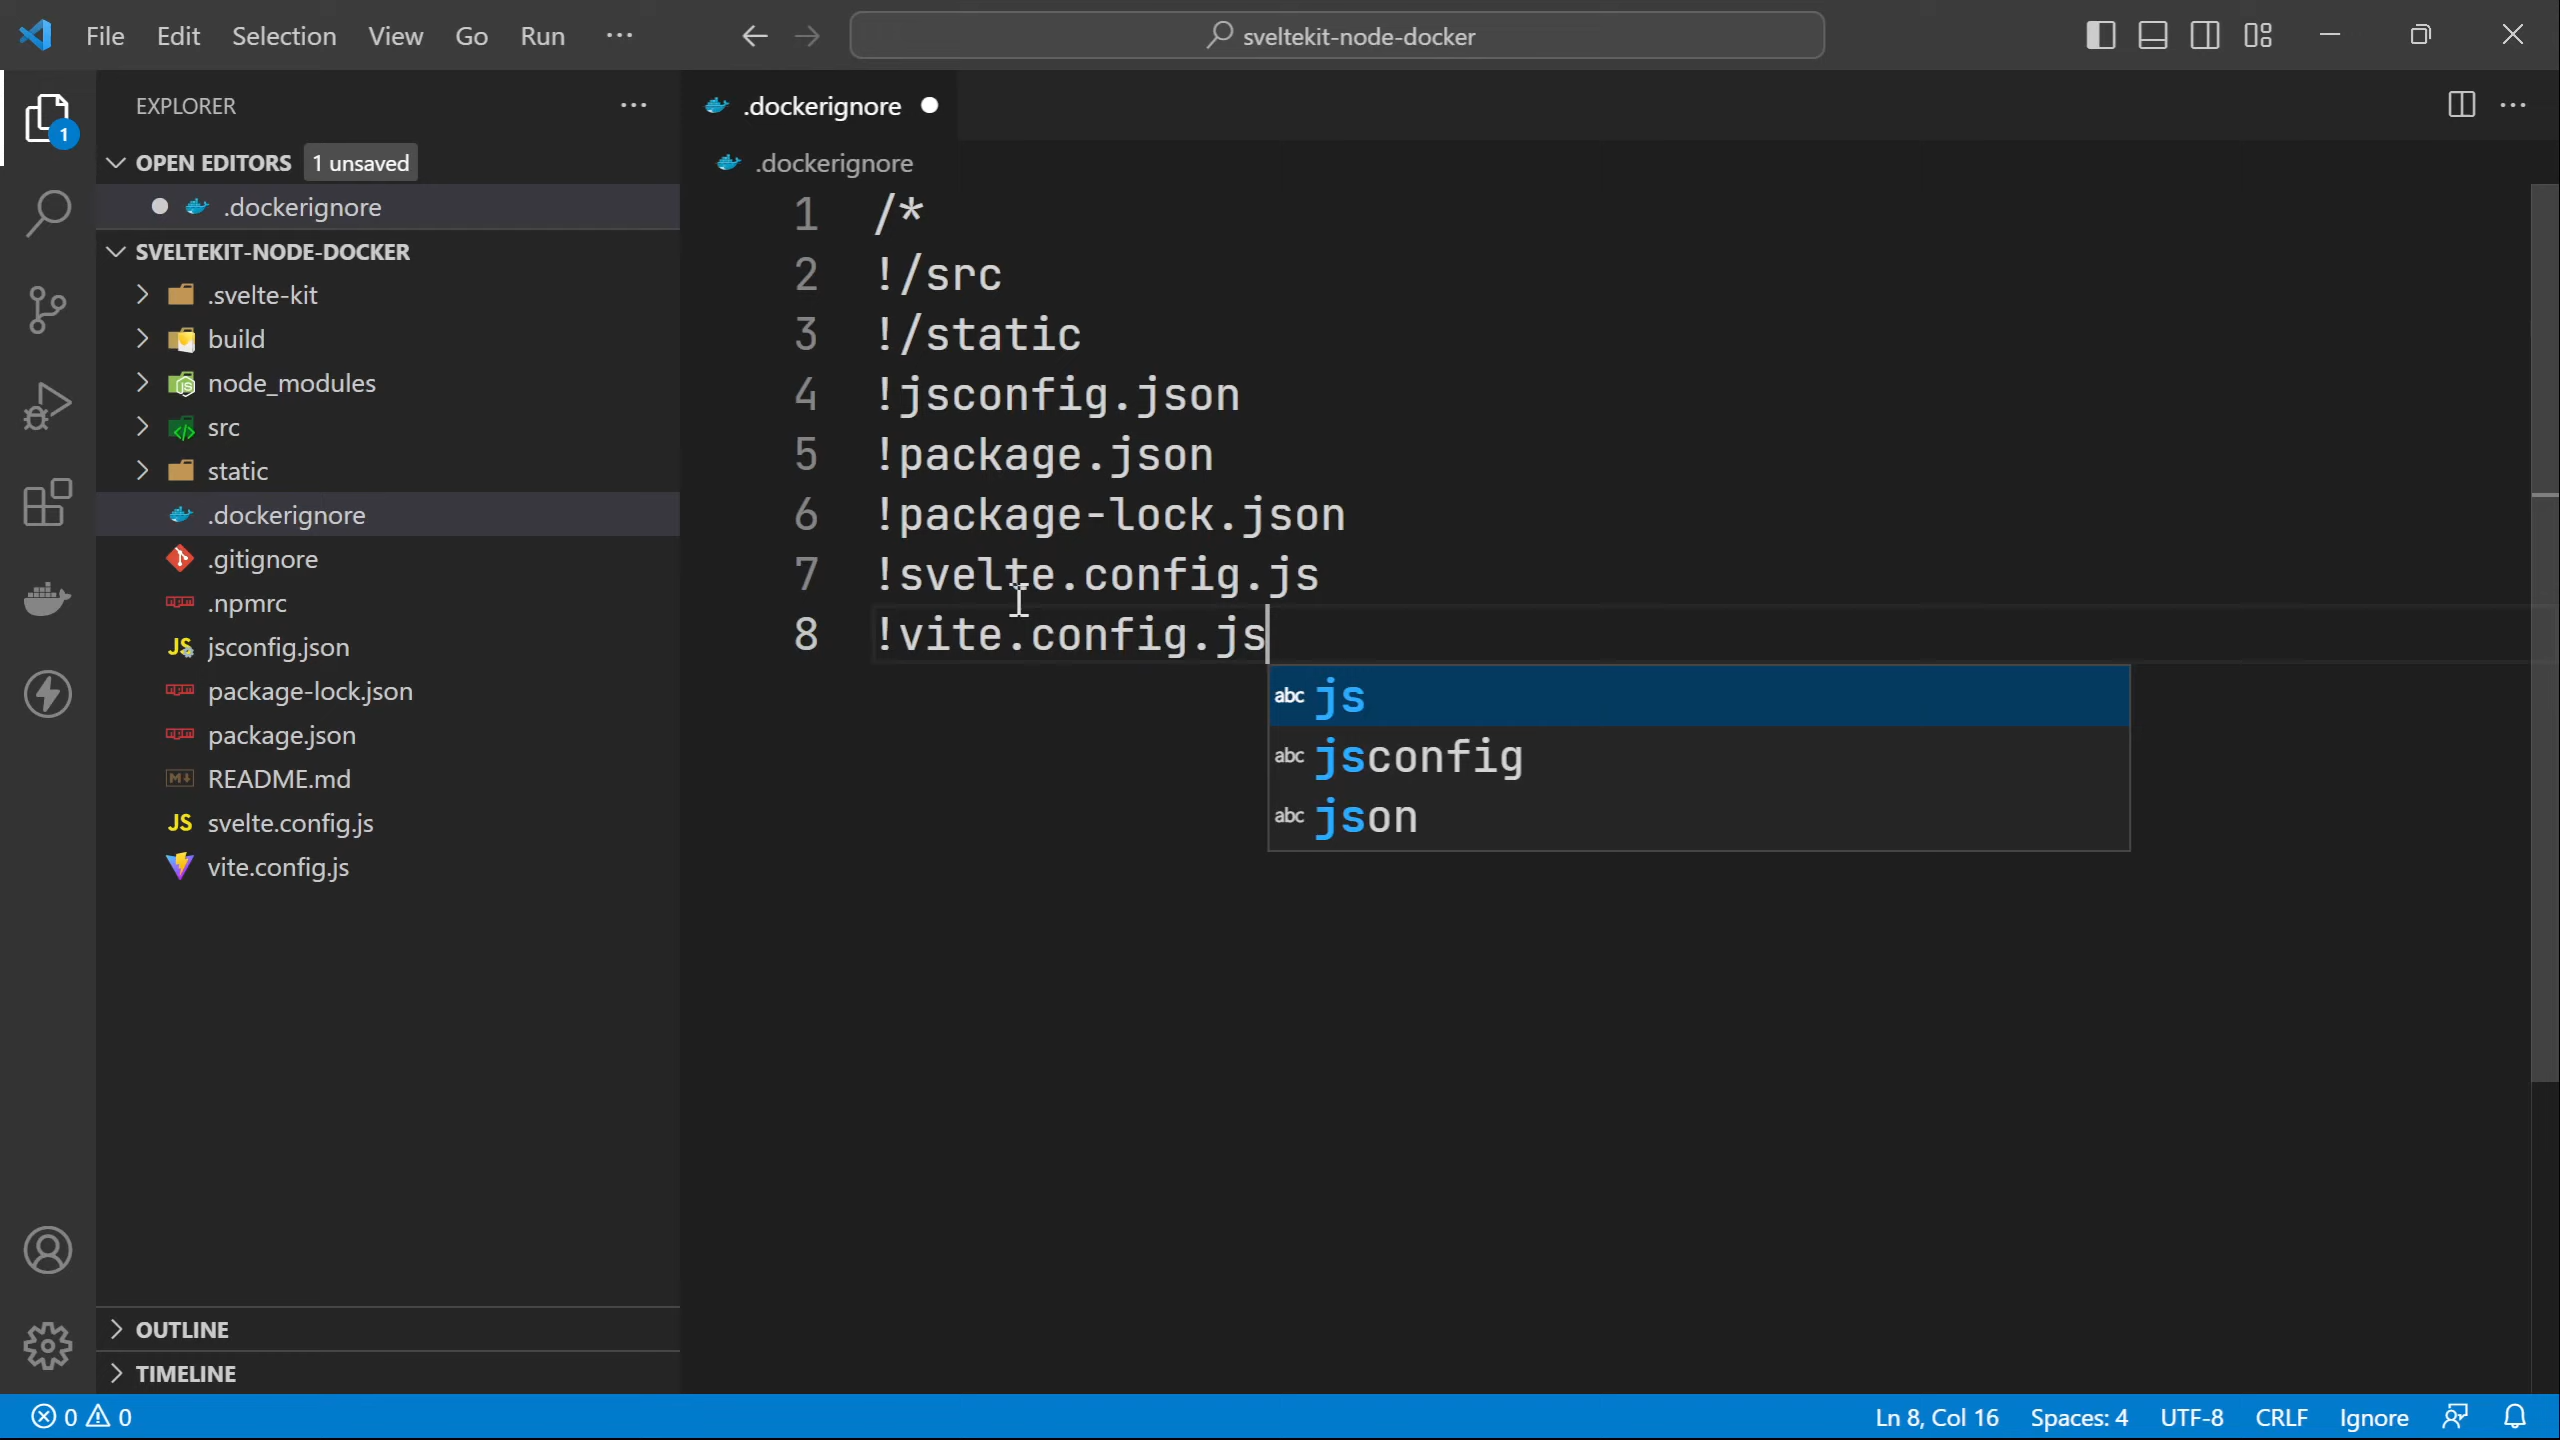 File Edit Selection View Go Run ...
sveltekit-node-docker
EXPLORER
1
OPEN EDITORS 1 unsaved
.dockerignore
SVELTEKIT-NODE-DOCKER
.svelte-kit
build
node_modules
src
static
.dockerignore
.gitignore
.npmrc
JS jsconfig.json
package-lock.json
package.json
README.md
JS svelte.config.js
vite.config.js
OUTLINE
TIMELINE
.dockerignore
.dockerignore
1 /*
2 !/src
3 !/static
4 !jsconfig.json
5 !package.json
6 !package-lock.json
7 !svelte.config.js
8 !vite.config.js
abc js
abc jsconfig
abc json
0 0
Ln 8, Col 16 Spaces: 4 UTF-8 CRLF Ignore